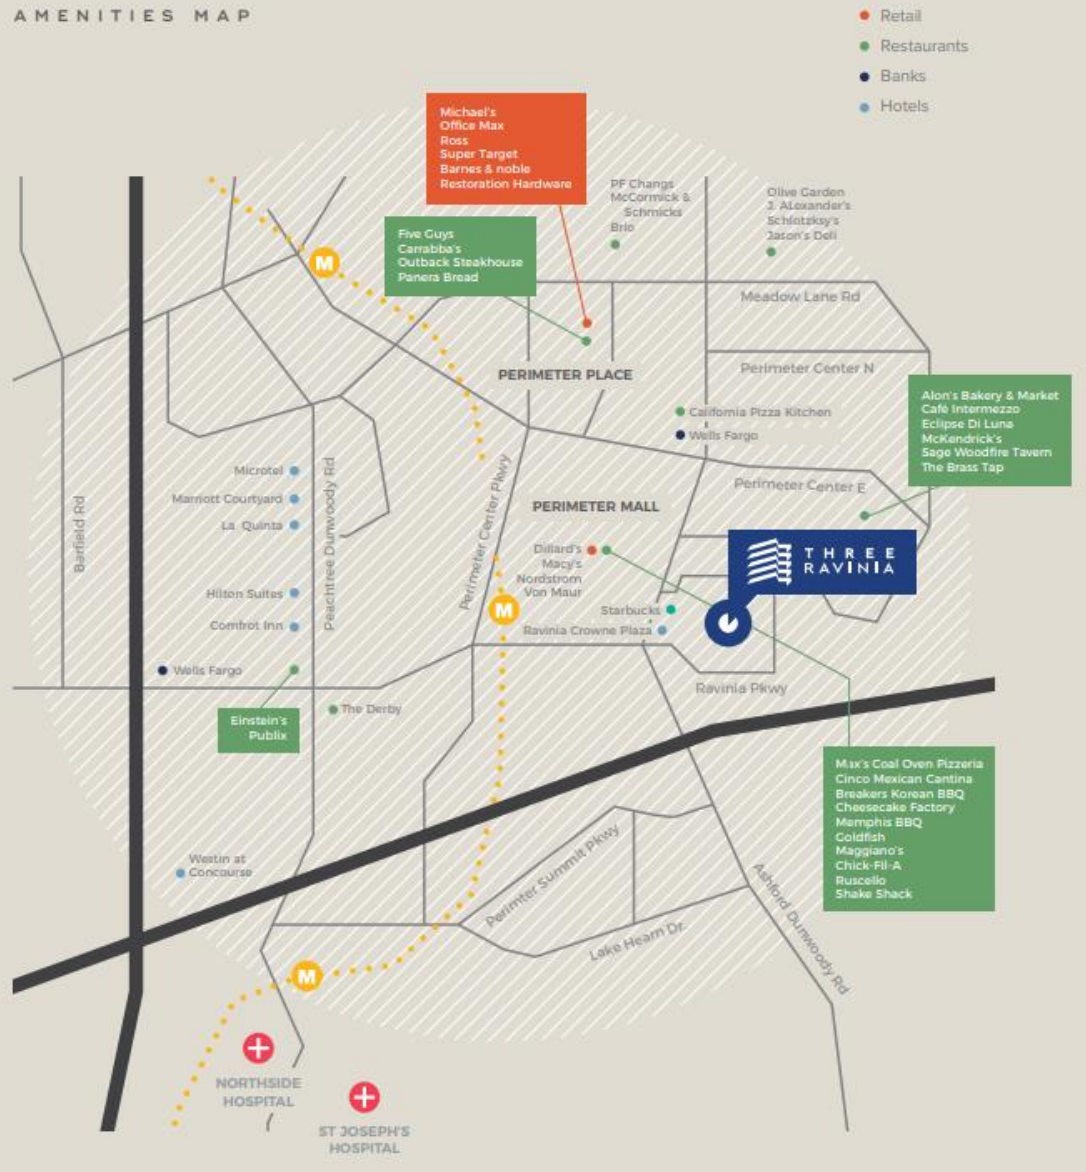 AMENITIES MAP
Retail
Restaurants
Banks
Hotels
Michael's
Office Max
Ross
Super Target
Barnes & noble
Restoration Hardware
PF Changs
McCormick &
Schmicks
Brio
Olive Garden
J. ALexander's
Schlotzksy's
Jason's Deli
Five Guys
Carrabba's
Outback Steakhouse
Panera Bread
M
Meadow Lane Rd
PERIMETER PLACE
Perimeter Center N
California Pizza Kitchen
Wells Fargo
Alon's Bakery & Market
Café Intermezzo
Eclipse Di Luna
McKendrick's
Sage Woodfire Tavern
The Brass Tap
Perimeter Center E
Barfield Rd
Microtel
Marriott Courtyard
La Quinta
Hilton Suites
Comfrot Inn
Peachtree Dunwoody Rd
Perimeter Center Pkwy
PERIMETER MALL
Dillard's
Macy's
Nordstrom
Von Maur
M
Starbucks
Ravinia Crowne Plaza
THREE
RAVINIA
Wells Fargo
Einstein's
Publix
The Derby
Ravinia Pkwy
Max's Coal Oven Pizzeria
Cinco Mexican Cantina
Breakers Korean BBQ
Cheesecake Factory
Memphis BBQ
Goldfish
Maggiano's
Chick-Fil-A
Ruscello
Shake Shack
Westin at
Concourse
Perimter Summit Pkwy
Lake Hearn Dr.
Ashford Dunwoody Rd
M
NORTHSIDE
HOSPITAL
ST JOSEPH'S
HOSPITAL